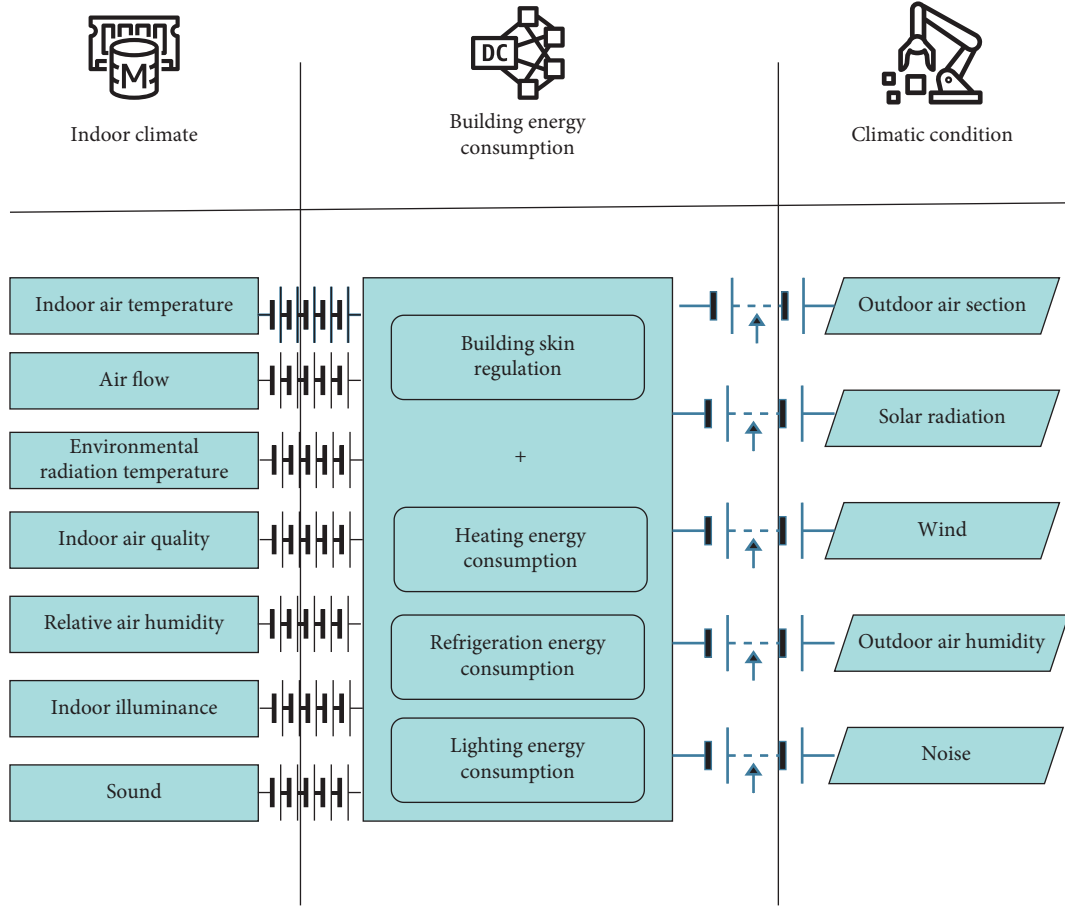 M
DC
Indoor climate
Building energy
consumption
Climatic condition
Indoor air temperature
Air flow
Environmental
radiation temperature
Indoor air quality
Relative air humidity
Indoor illuminance
Sound
Building skin
regulation
+
Heating energy
consumption
Refrigeration energy
consumption
Lighting energy
consumption
Outdoor air section
Solar radiation
Wind
Outdoor air humidity
Noise